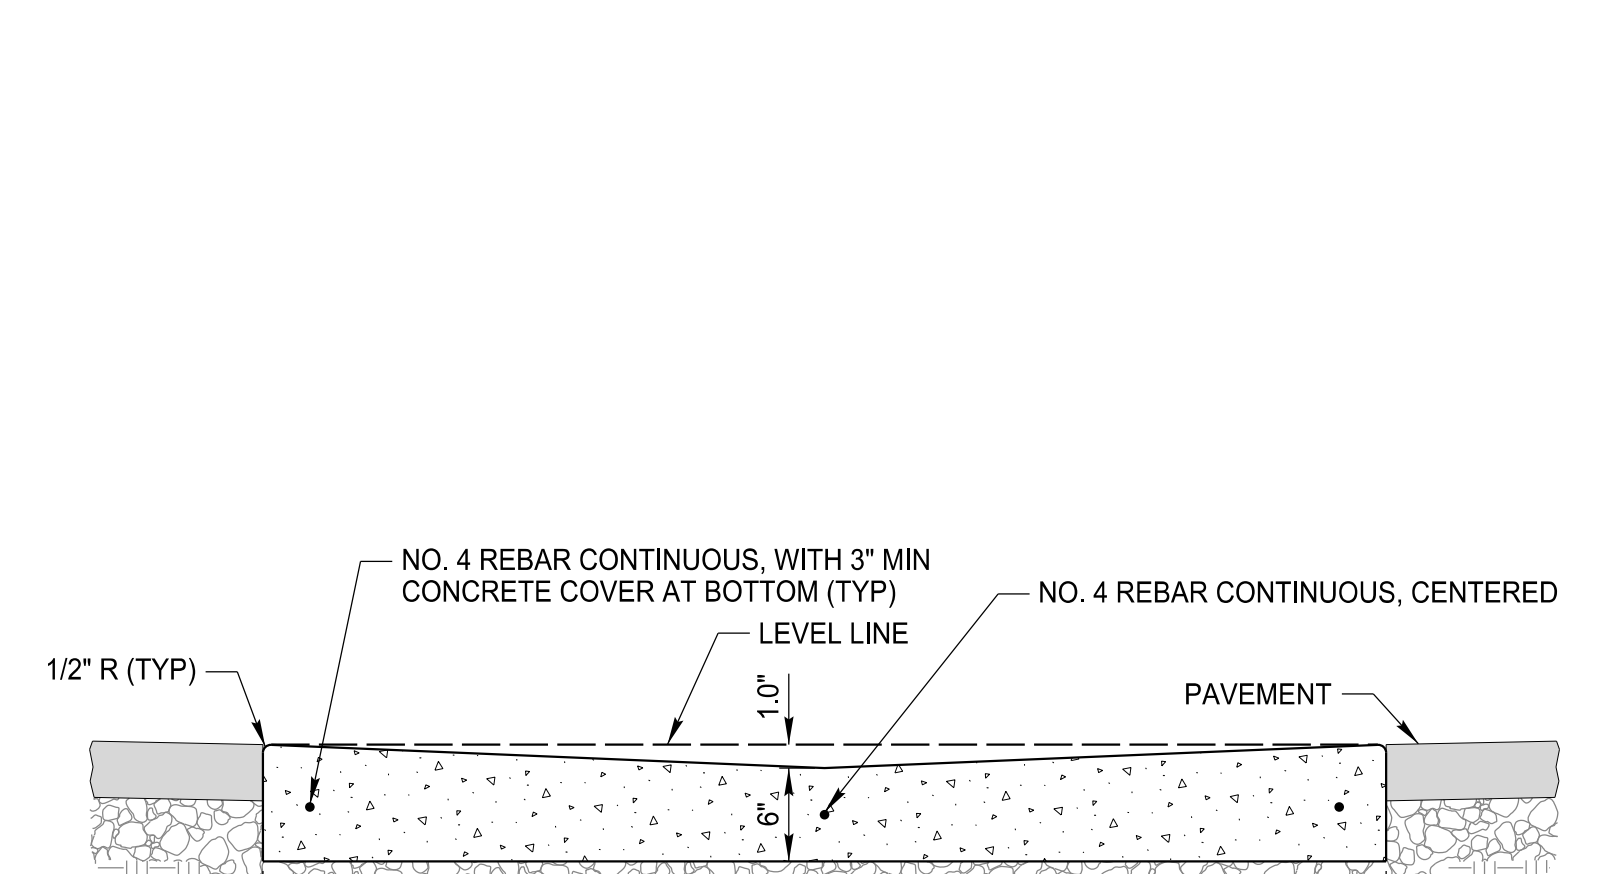 NO. 4 REBAR CONTINUOUS, WITH 3" MIN
CONCRETE COVER AT BOTTOM (TYP)
NO. 4 REBAR CONTINUOUS, CENTERED
LEVEL LINE
1/2" R (TYP)
1.0"
PAVEMENT
6"